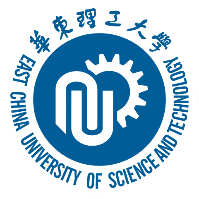 華東理工大學
EAST CHINA UNIVERSITY OF SCIENCE AND TECHNOLOGY